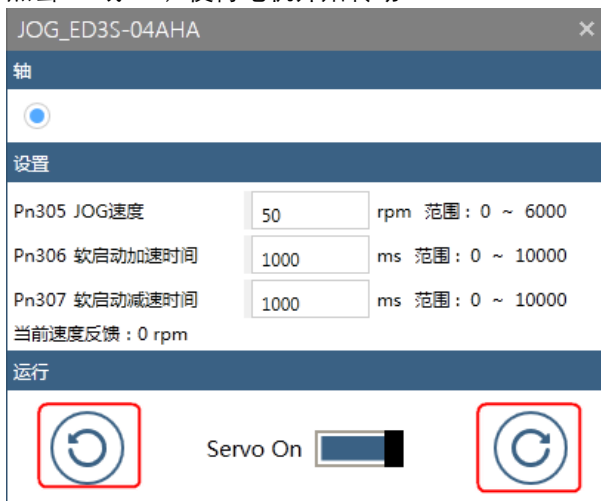 JOG_ED3S-04AHA ×
轴
设置
Pn305 JOG速度 50 rpm 范围：0 ~ 6000
Pn306 软启动加速时间 1000 ms 范围：0 ~ 10000
Pn307 软启动减速时间 1000 ms 范围：0 ~ 10000
当前速度反馈：0 rpm
运行
Servo On